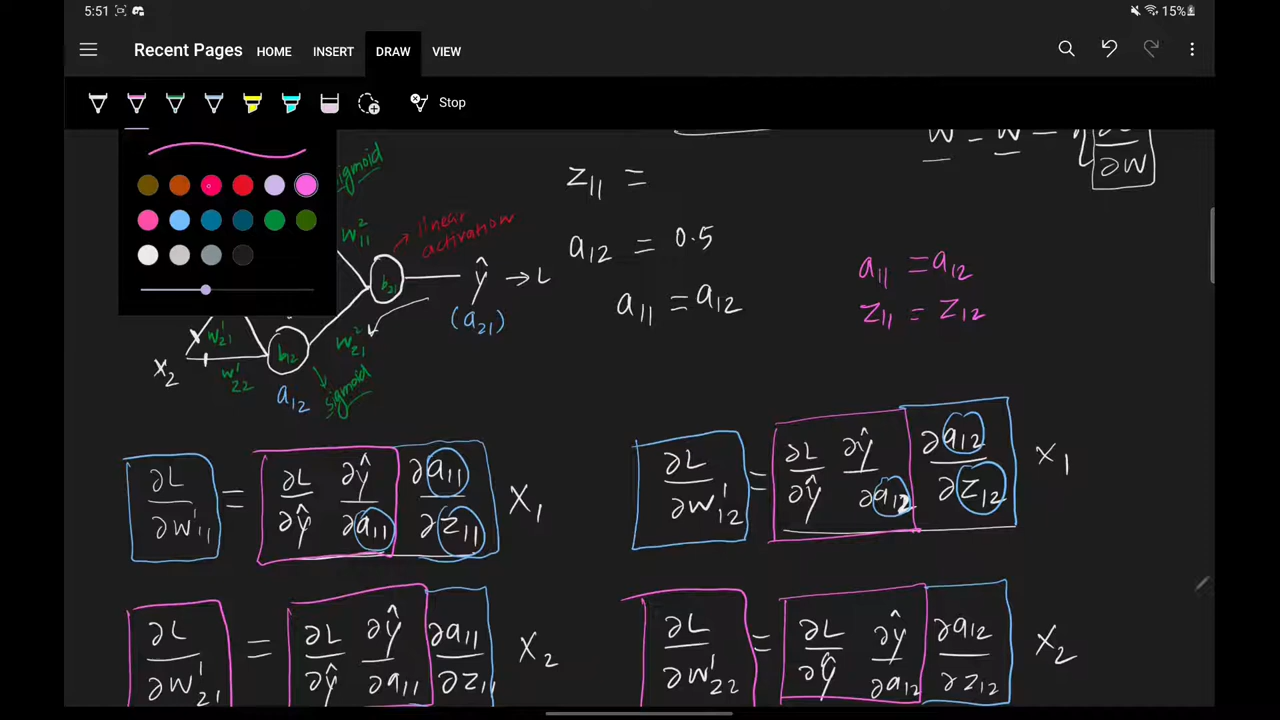 5:51 15%
Recent Pages HOME INSERT DRAW VIEW
Stop
w = w - η ∂w
sigmoid
z₁₁ =
a₁₂ = 0.5
a₁₁ = a₁₂
a₁₁ = a₁₂
z₁₁ = z₁₂
w²₁₁
linear
activation
b₂₁
ŷ → L
(a₂₁)
w²₂₁
x₂
w¹₂₁
w¹₂₂
b₁₂
a₁₂
sigmoid
∂L/∂w¹₁₁ = ∂L/∂ŷ ∂ŷ/∂a₁₁ ∂a₁₁/∂z₁₁ x₁
∂L/∂w¹₁₂ = ∂L/∂ŷ ∂ŷ/∂a₁₂ ∂a₁₂/∂z₁₂ x₁
∂L/∂w¹₂₁ = ∂L/∂ŷ ∂ŷ/∂a₁₁ ∂a₁₁/∂z₁₁ x₂
∂L/∂w¹₂₂ = ∂L/∂ŷ ∂ŷ/∂a₁₂ ∂a₁₂/∂z₁₂ x₂